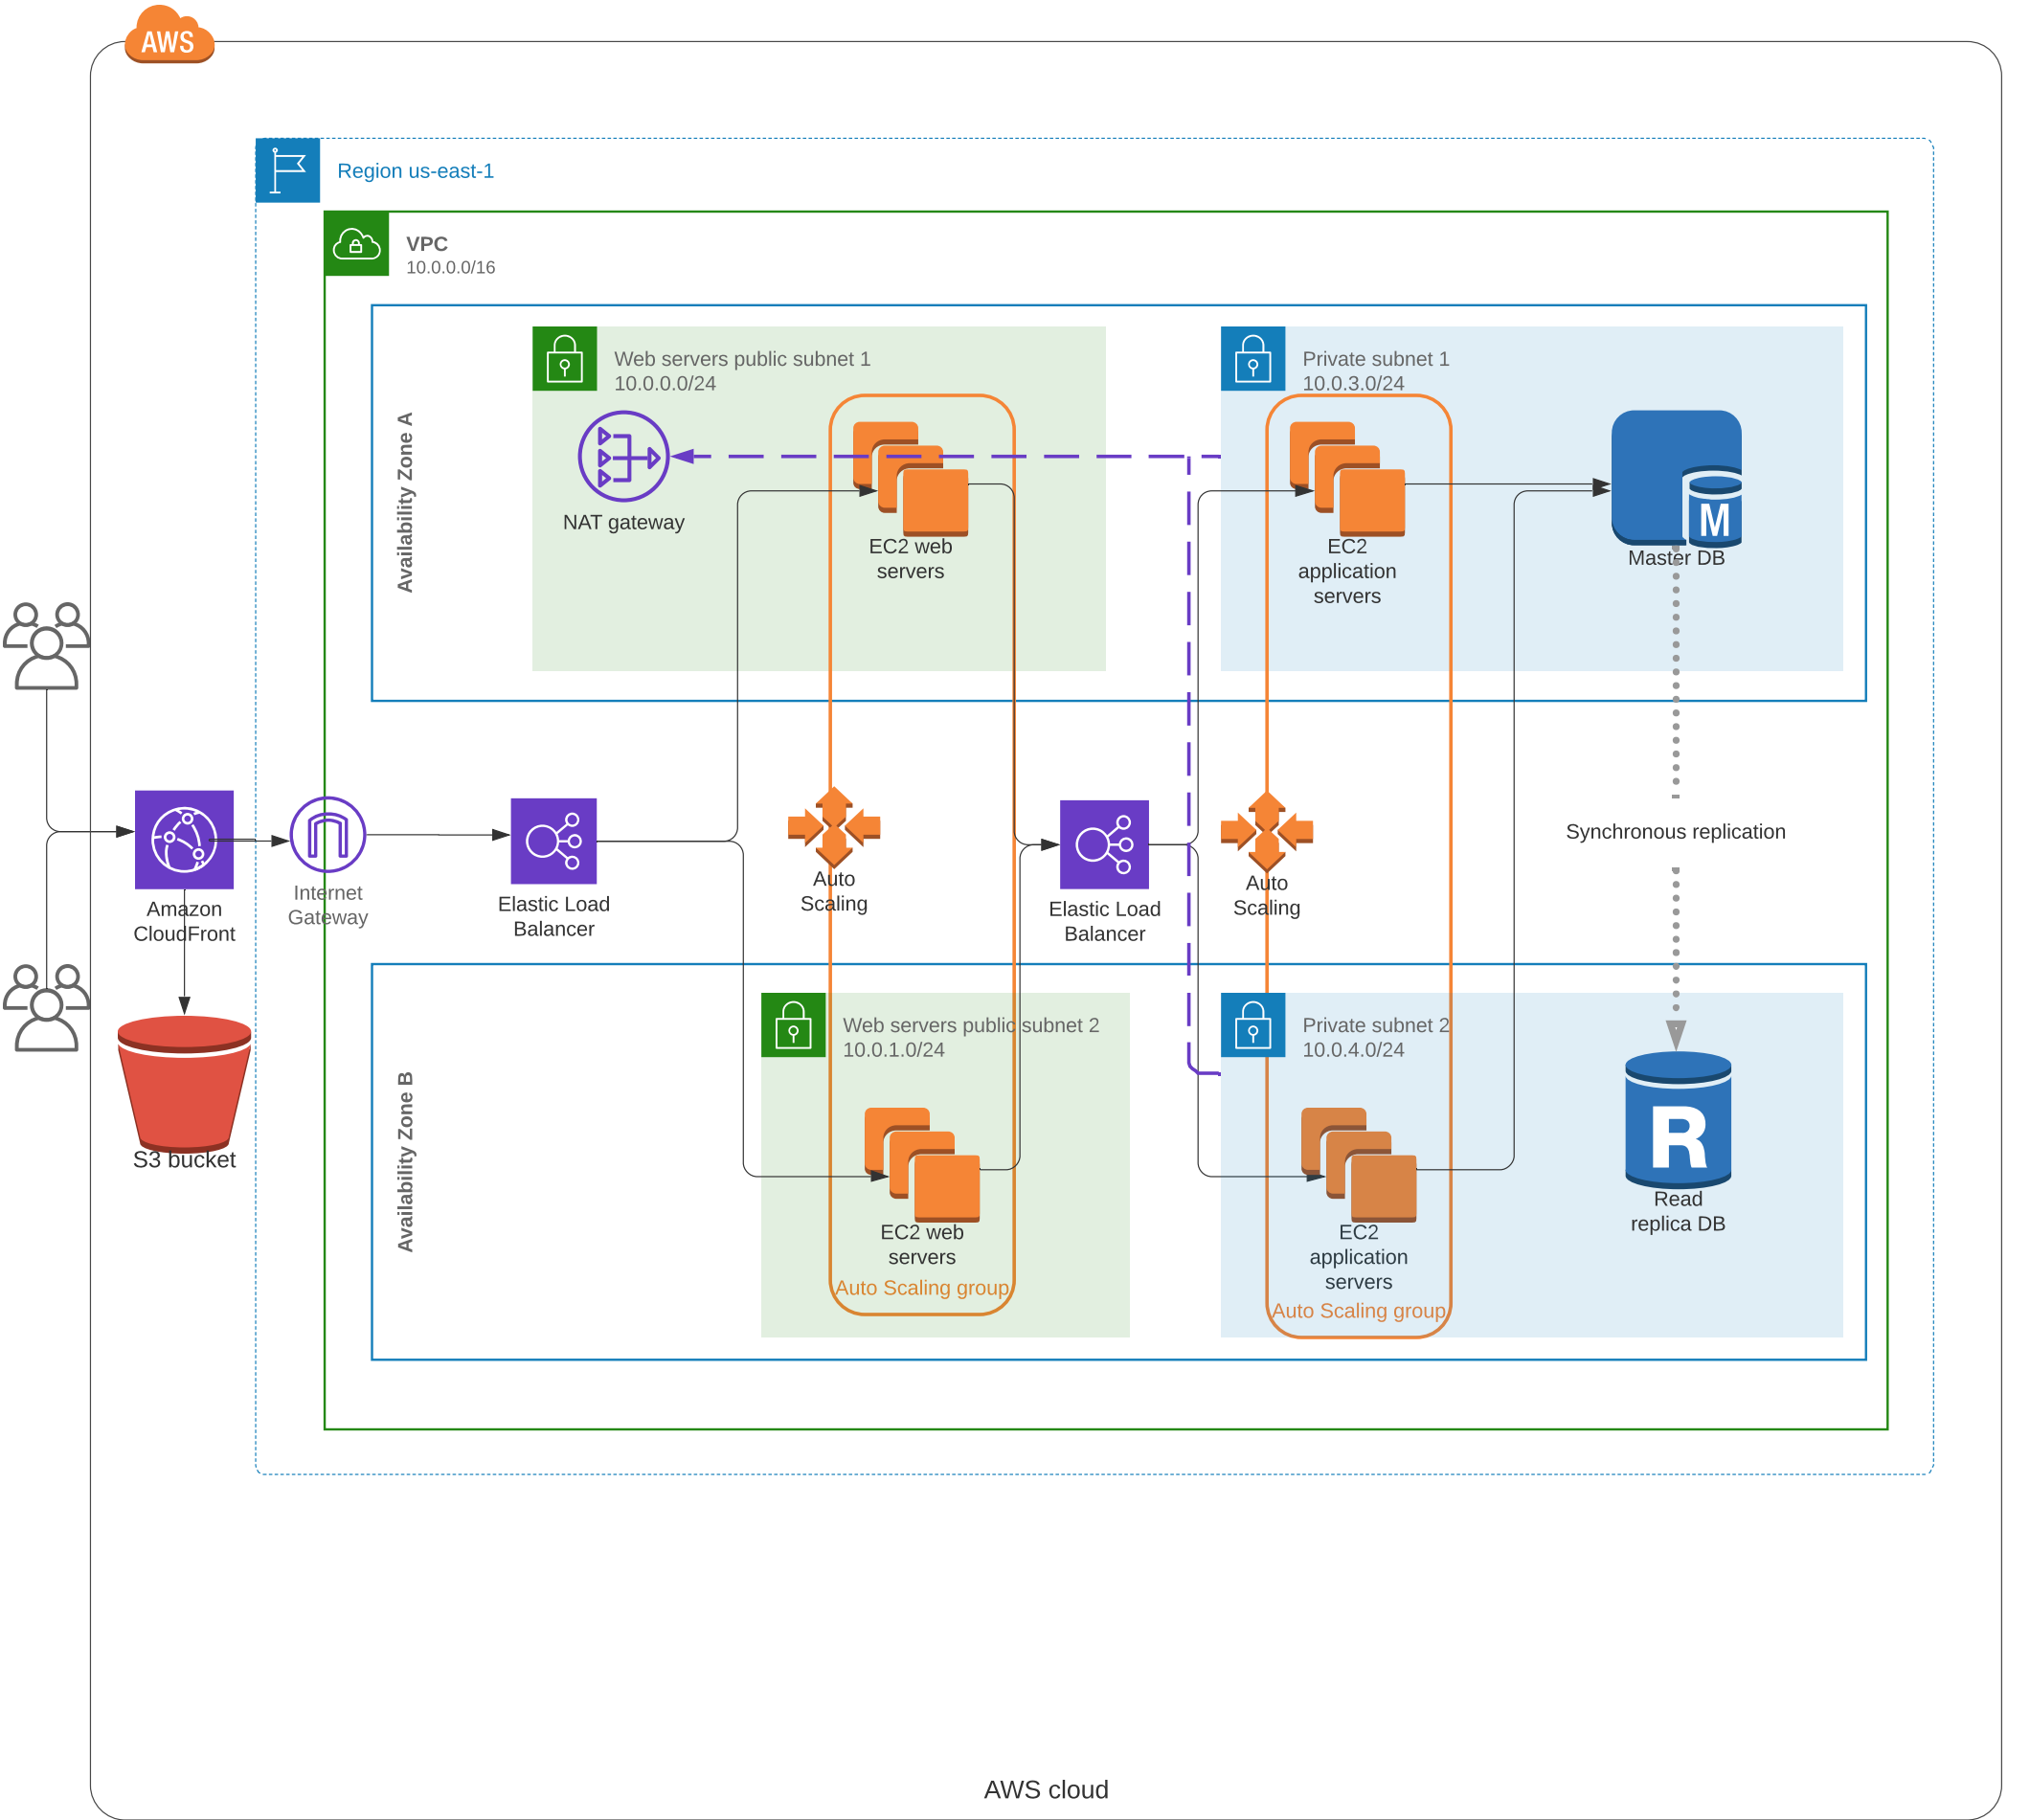 AWS
Region us-east-1
VPC
10.0.0.0/16
Availability Zone A
Web servers public subnet 1
10.0.0.0/24
NAT gateway
EC2 web
servers
Private subnet 1
10.0.3.0/24
EC2
application
servers
M
Master DB
Amazon
CloudFront
Internet
Gateway
Elastic Load
Balancer
Auto
Scaling
Elastic Load
Balancer
Auto
Scaling
Synchronous replication
S3 bucket
Availability Zone B
Web servers public subnet 2
10.0.1.0/24
EC2 web
servers
Auto Scaling group
Private subnet 2
10.0.4.0/24
EC2
application
servers
Auto Scaling group
R
Read
replica DB
AWS cloud